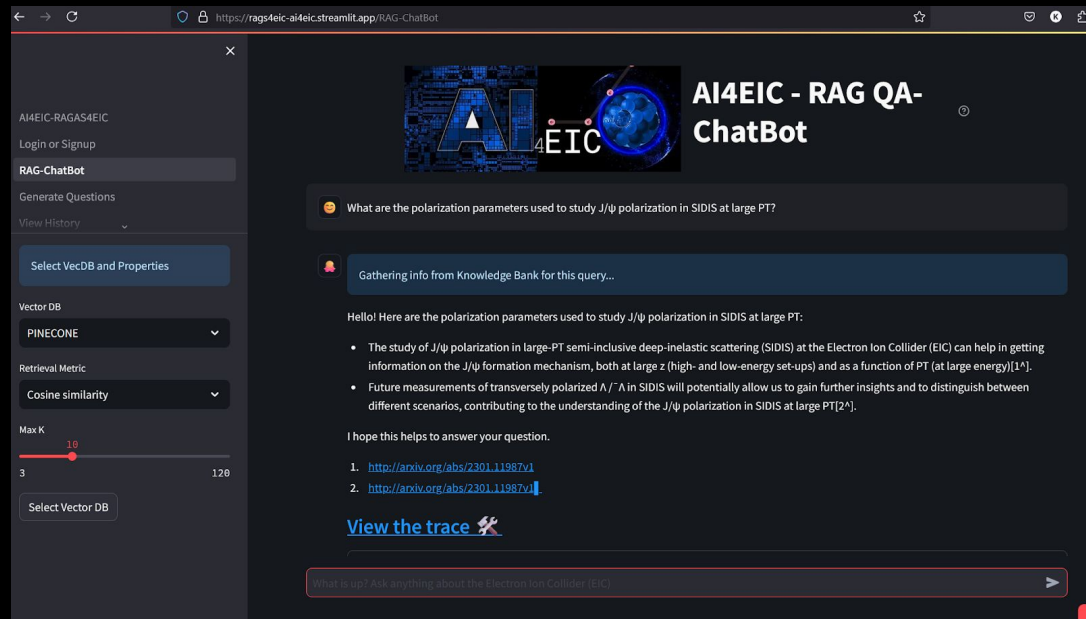 https://rags4eic-ai4eic.streamlit.app/RAG-ChatBot
K
AI4EIC-RAGAS4EIC
Login or Signup
RAG-ChatBot
Generate Questions
View History
Select VecDB and Properties
Vector DB
PINECONE
Retrieval Metric
Cosine similarity
Max K
10
3 120
Select Vector DB
AI
4EIC
AI4EIC - RAG QA-
ChatBot
What are the polarization parameters used to study J/ψ polarization in SIDIS at large PT?
Gathering info from Knowledge Bank for this query...
Hello! Here are the polarization parameters used to study J/ψ polarization in SIDIS at large PT:
• The study of J/ψ polarization in large-PT semi-inclusive deep-inelastic scattering (SIDIS) at the Electron Ion Collider (EIC) can help in getting
information on the J/ψ formation mechanism, both at large z (high- and low-energy set-ups) and as a function of PT (at large energy)[1^].
• Future measurements of transversely polarized Λ /¯Λ in SIDIS will potentially allow us to gain further insights and to distinguish between
different scenarios, contributing to the understanding of the J/ψ polarization in SIDIS at large PT[2^].
I hope this helps to answer your question.
1. http://arxiv.org/abs/2301.11987v1
2. http://arxiv.org/abs/2301.11987v1
View the trace 🛠️
What is up? Ask anything about the Electron Ion Collider (EIC)